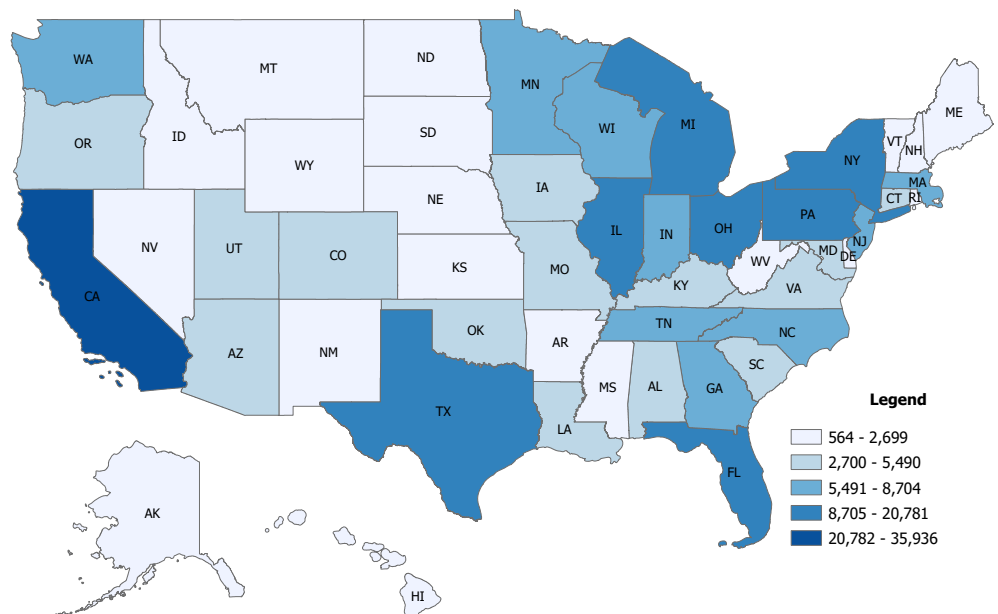 WA
MT
ND
MN
ME
OR
ID
SD
WI
MI
VT
NH
NY
WY
MA
CT
RI
NE
IA
PA
NV
UT
CO
IL
IN
OH
NJ
MD
DE
KS
MO
WV
KY
VA
CA
AZ
NM
OK
AR
TN
NC
SC
MS
AL
GA
TX
LA
FL
AK
HI
Legend
564 - 2,699
2,700 - 5,490
5,491 - 8,704
8,705 - 20,781
20,782 - 35,936